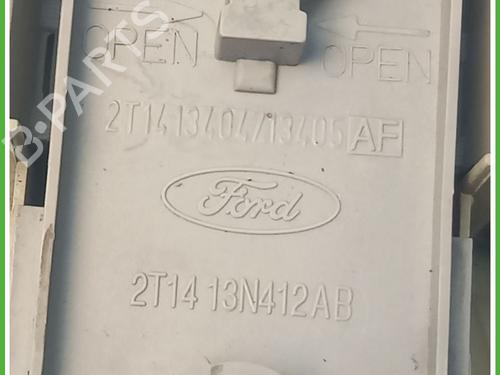 OPEN
OPEN
2T14 13404/13405 AF
Ford
2T14 13N412AB
B-PARTS